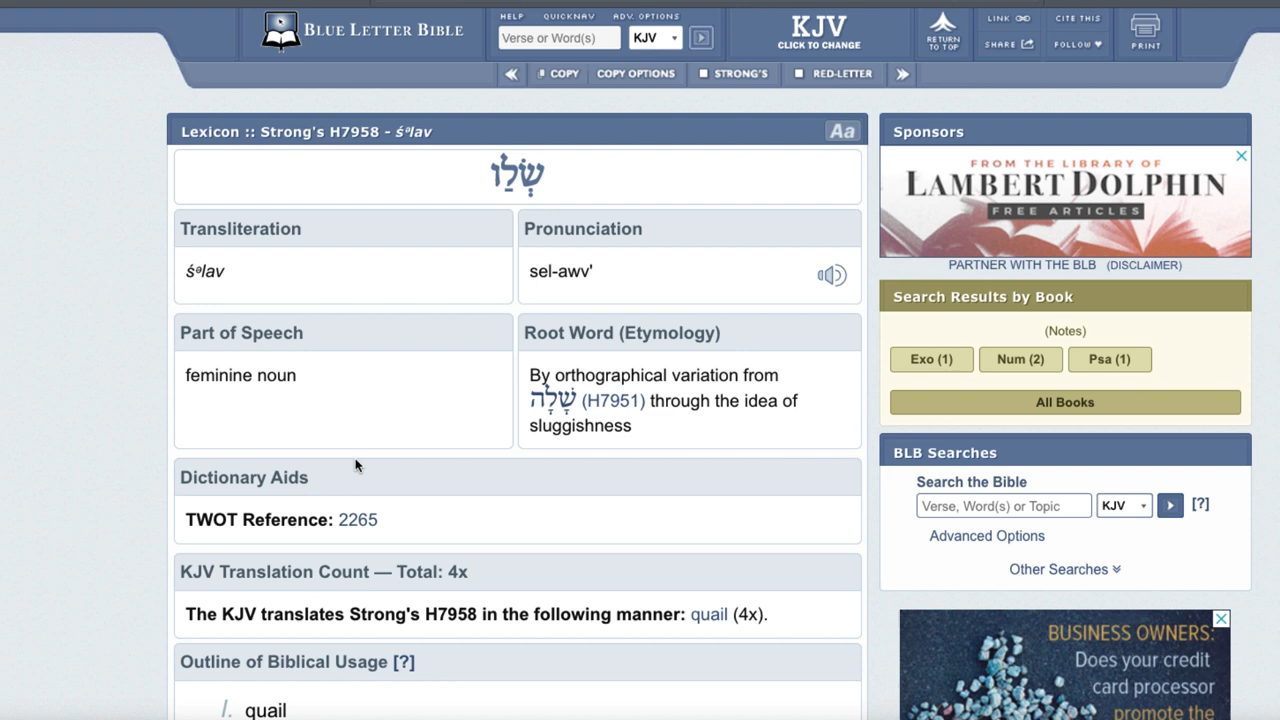 BLUE LETTER BIBLE
HELP QUICKNAV ADV. OPTIONS
Verse or Word(s) KJV
KJV
CLICK TO CHANGE
RETURN
TO TOP
LINK CITE THIS
SHARE FOLLOW
PRINT
COPY COPY OPTIONS STRONG'S RED-LETTER
Lexicon :: Strong's H7958 - śᵊlav
Aa
שְׂלָו
Transliteration
śᵊlav
Pronunciation
sel-awv'
Part of Speech
feminine noun
Root Word (Etymology)
By orthographical variation from
שָׁלָה (H7951) through the idea of
sluggishness
Dictionary Aids
TWOT Reference: 2265
KJV Translation Count — Total: 4x
The KJV translates Strong's H7958 in the following manner: quail (4x).
Outline of Biblical Usage [?]
I. quail
Sponsors
FROM THE LIBRARY OF
LAMBERT DOLPHIN
FREE ARTICLES
PARTNER WITH THE BLB (DISCLAIMER)
Search Results by Book
(Notes)
Exo (1) Num (2) Psa (1)
All Books
BLB Searches
Search the Bible
Verse, Word(s) or Topic KJV [?]
Advanced Options
Other Searches
BUSINESS OWNERS:
Does your credit
card processor
promote the